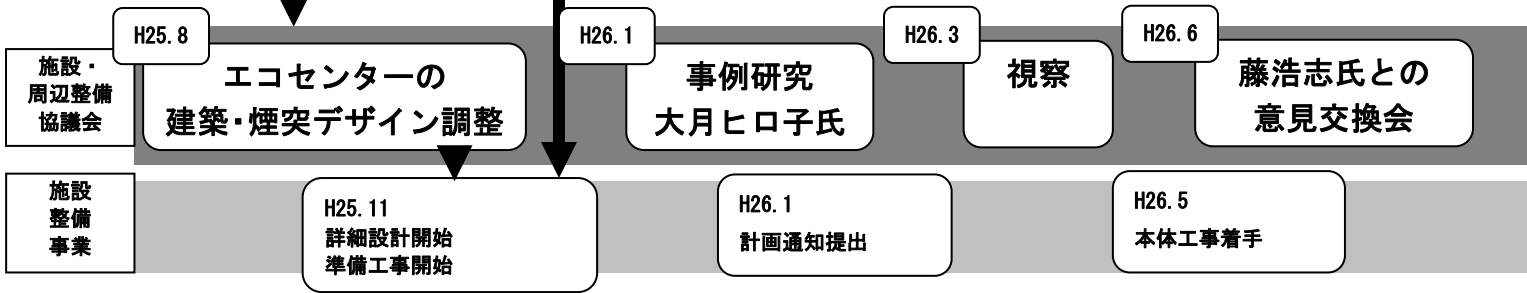 施設・
周辺整備
協議会
H25.8
エコセンターの
建築・煙突デザイン調整
H26.1
事例研究
大月ヒロ子氏
H26.3
視察
H26.6
藤浩志氏との
意見交換会
施設
整備
事業
H25.11
詳細設計開始
準備工事開始
H26.1
計画通知提出
H26.5
本体工事着手